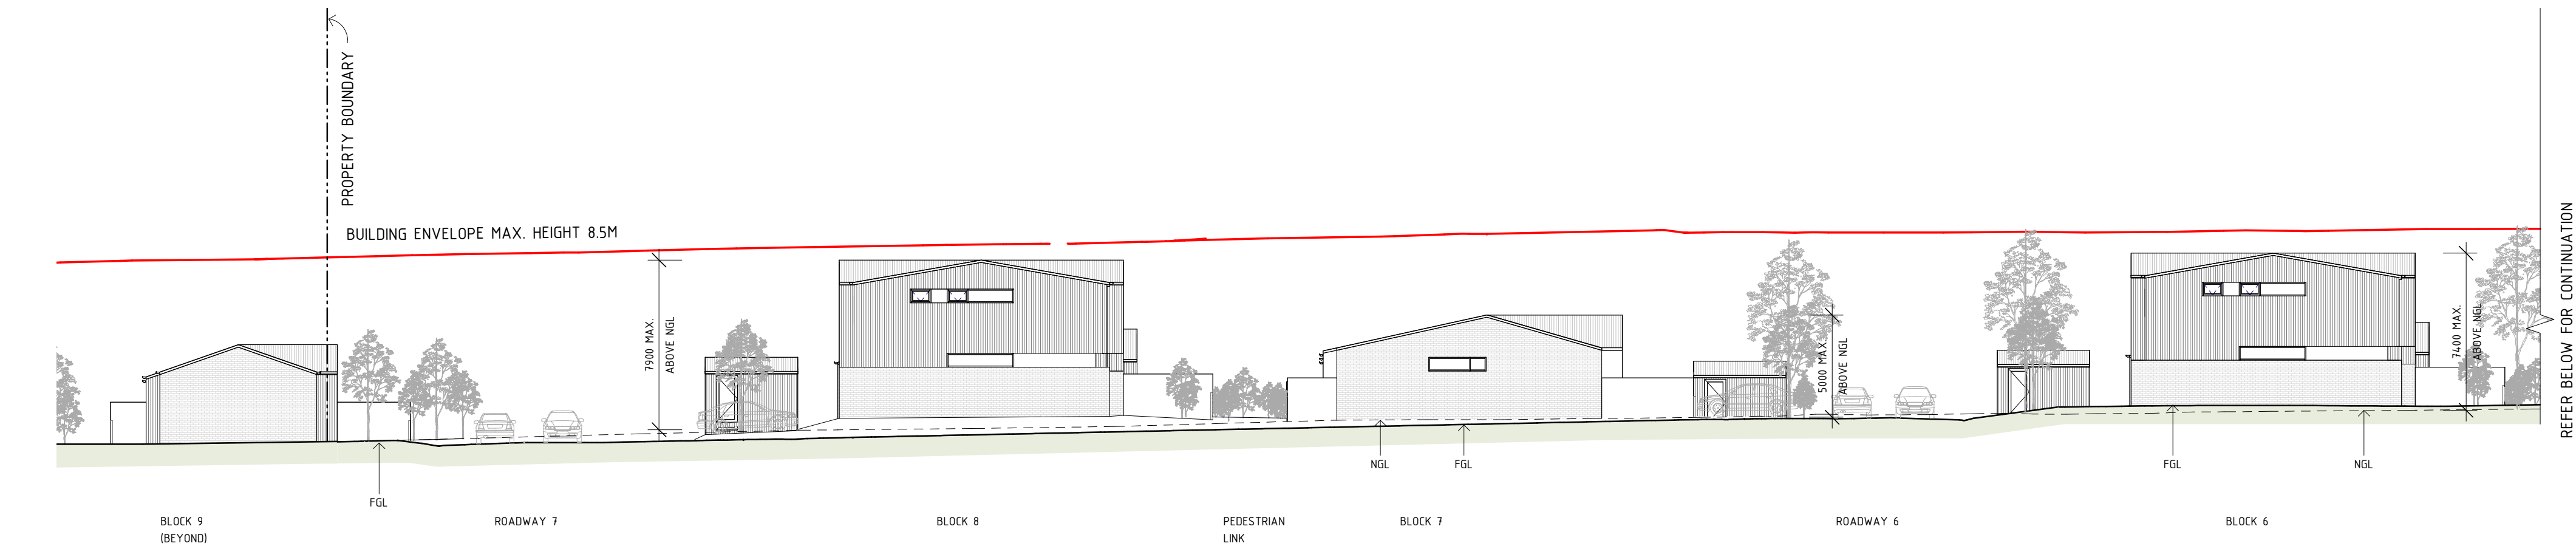 PROPERTY BOUNDARY
BUILDING ENVELOPE MAX. HEIGHT 8.5M
7900 MAX.
ABOVE NGL
5000 MAX.
ABOVE NGL
7400 MAX.
ABOVE NGL
REFER BELOW FOR CONTINUATION
FGL
NGL
FGL
FGL
NGL
BLOCK 9
(BEYOND)
ROADWAY 7
BLOCK 8
PEDESTRIAN
LINK
BLOCK 7
ROADWAY 6
BLOCK 6